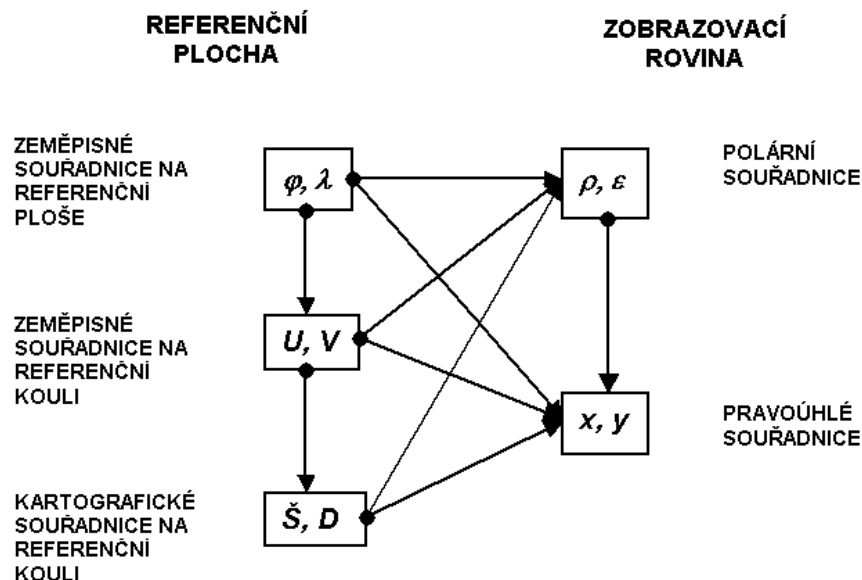 REFERENČNÍ
PLOCHA
ZOBRAZOVACÍ
ROVINA
ZEMĚPISNÉ
SOUŘADNICE NA
REFERENČNÍ
PLOŠE
φ, λ
ρ, ε
POLÁRNÍ
SOUŘADNICE
ZEMĚPISNÉ
SOUŘADNICE NA
REFERENČNÍ
KOULI
U, V
x, y
PRAVOÚHLÉ
SOUŘADNICE
KARTOGRAFICKÉ
SOUŘADNICE NA
REFERENČNÍ
KOULI
Š, D